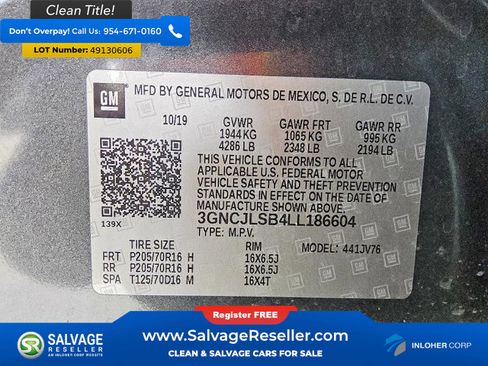 Clean Title!
Don't Overpay! Call Us: 954-671-0160
LOT Number: 49130606
GM
MFD BY GENERAL MOTORS DE MEXICO, S. DE R.L. DE C.V.
10/19 GVWR GAWR FRT GAWR RR
1944 KG 1065 KG 995 KG
4286 LB 2348 LB 2194 LB
THIS VEHICLE CONFORMS TO ALL
APPLICABLE U.S. FEDERAL MOTOR
VEHICLE SAFETY AND THEFT PREVENTION
STANDARDS IN EFFECT ON THE DATE OF
MANUFACTURE SHOWN ABOVE.
139X
3GNCJLSB4LL186604
TYPE: M.P.V. MODEL: 441JV76
TIRE SIZE RIM
FRT P205/70R16 H 16X6.5J
RR P205/70R16 H 16X6.5J
SPA T125/70D16 M 16X4T
Register FREE!
SALVAGE
RESELLER
AN INLOHER CORP WEBSITE
www.SalvageReseller.com
CLEAN & SALVAGE CARS FOR SALE
INLOHER CORP